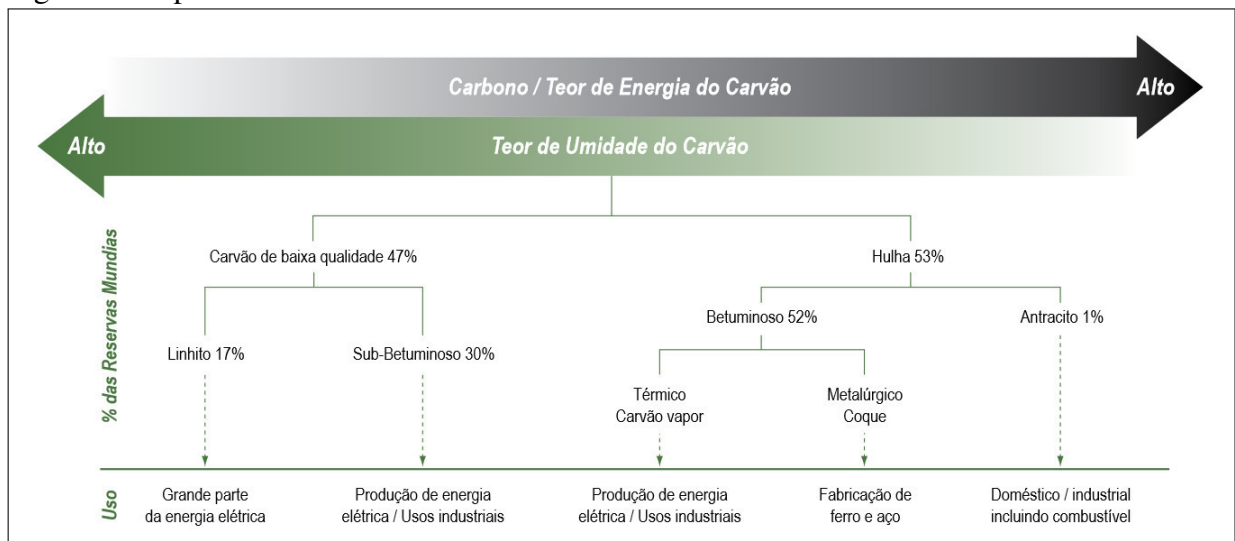 Carbono / Teor de Energia do Carvão
Alto
Alto
Teor de Umidade do Carvão
% das Reservas Mundias
Carvão de baixa qualidade 47%
Hulha 53%
Betuminoso 52%
Antracito 1%
Linhito 17%
Sub-Betuminoso 30%
Térmico
Carvão vapor
Metalúrgico
Coque
Uso
Grande parte
da energia elétrica
Produção de energia
elétrica / Usos industriais
Produção de energia
elétrica / Usos industriais
Fabricação de
ferro e aço
Doméstico / industrial
incluindo combustível